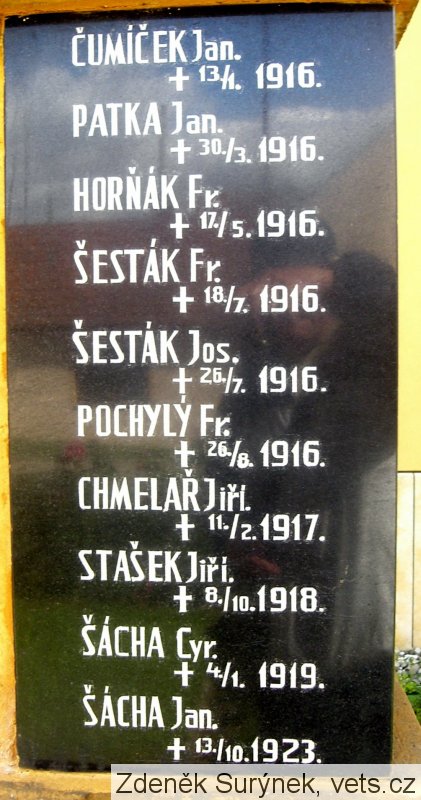 ČUMÍČEK Jan.
+ 13/1. 1916.
PATKA Jan.
+ 30./3. 1916.
HORŇÁK Fr.
+ 17./5. 1916.
ŠESTÁK Fr.
+ 18./7. 1916.
ŠESTÁK Jos.
+ 26./7. 1916.
POCHYLÝ Fr.
+ 26./8. 1916.
CHMELAŘ Jiří.
+ 11./2. 1917.
STAŠEK Jiří.
+ 8./10. 1918.
ŠÁCHA Cyr.
+ 4./1. 1919.
ŠÁCHA Jan.
+ 13./10. 1923.
Zdeněk Surýnek, vets.cz